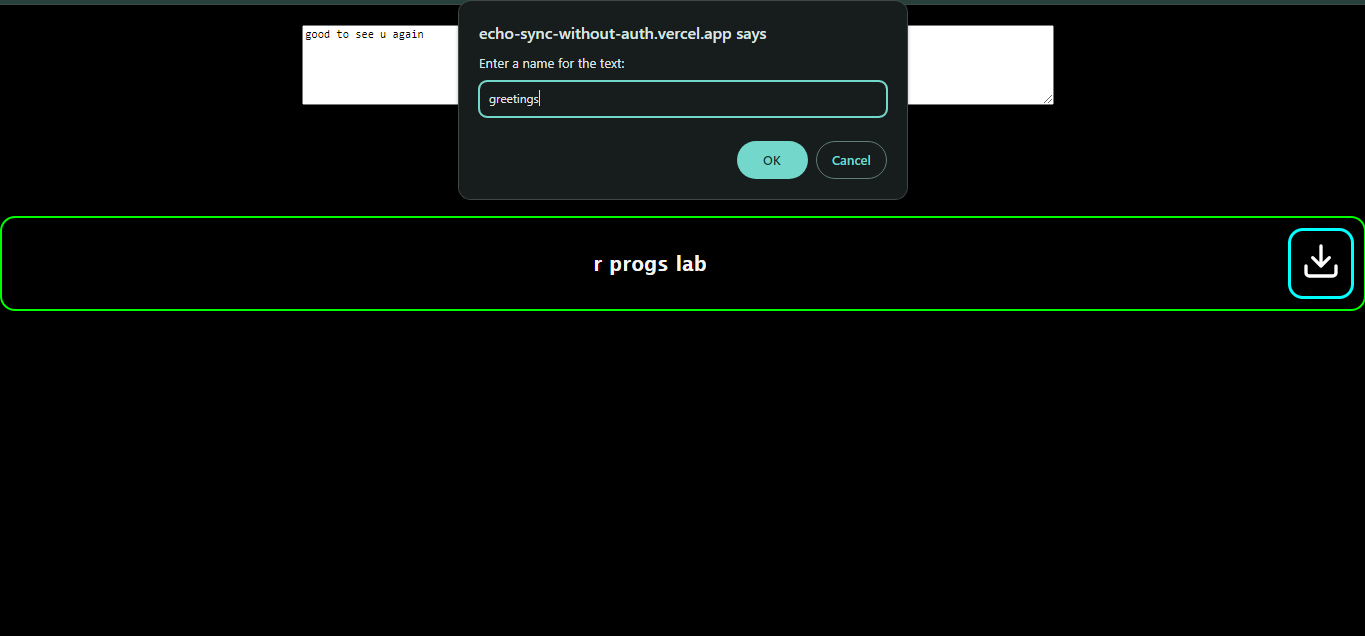 good to see u again
echo-sync-without-auth.vercel.app says
Enter a name for the text:
greetings
OK Cancel
r progs lab